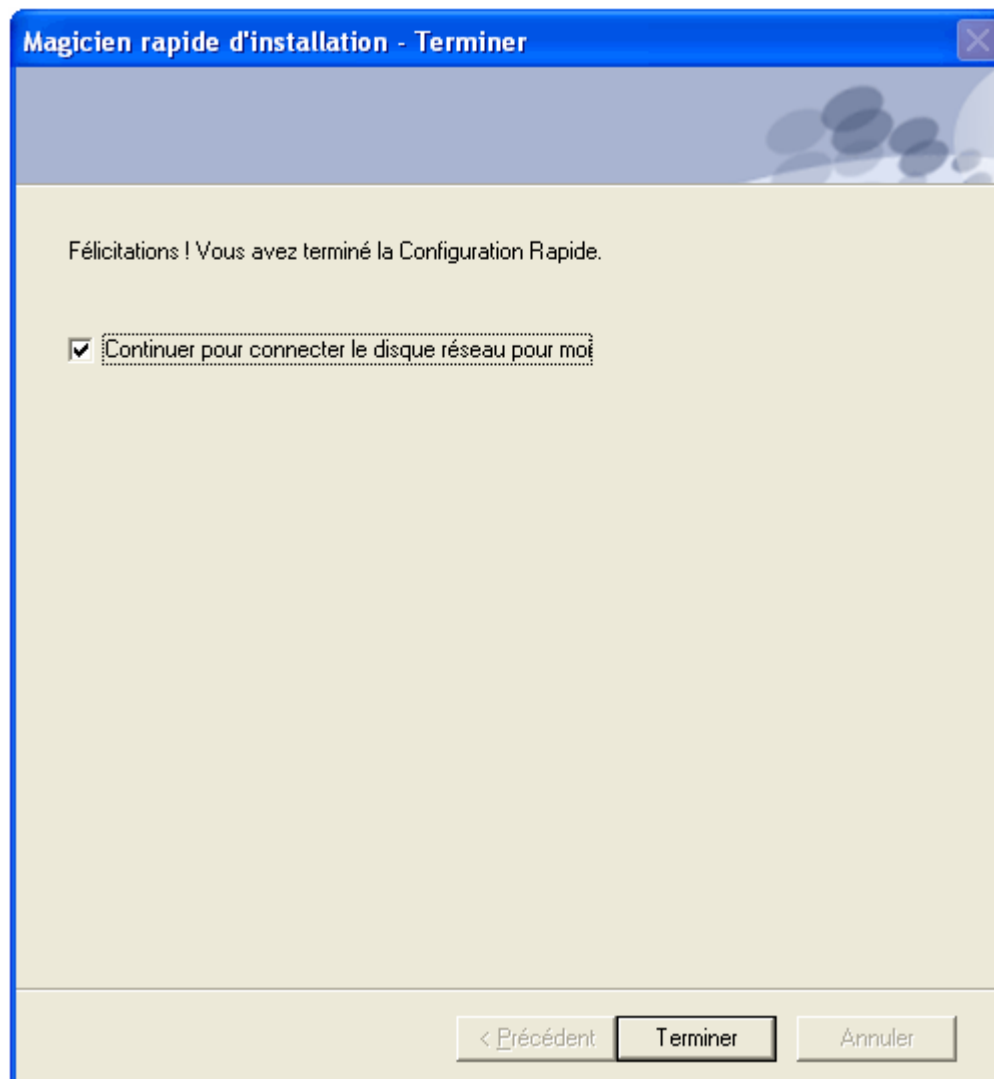 Magicien rapide d'installation - Terminer
Félicitations ! Vous avez terminé la Configuration Rapide.
Continuer pour connecter le disque réseau pour moi
< Précédent
Terminer
Annuler